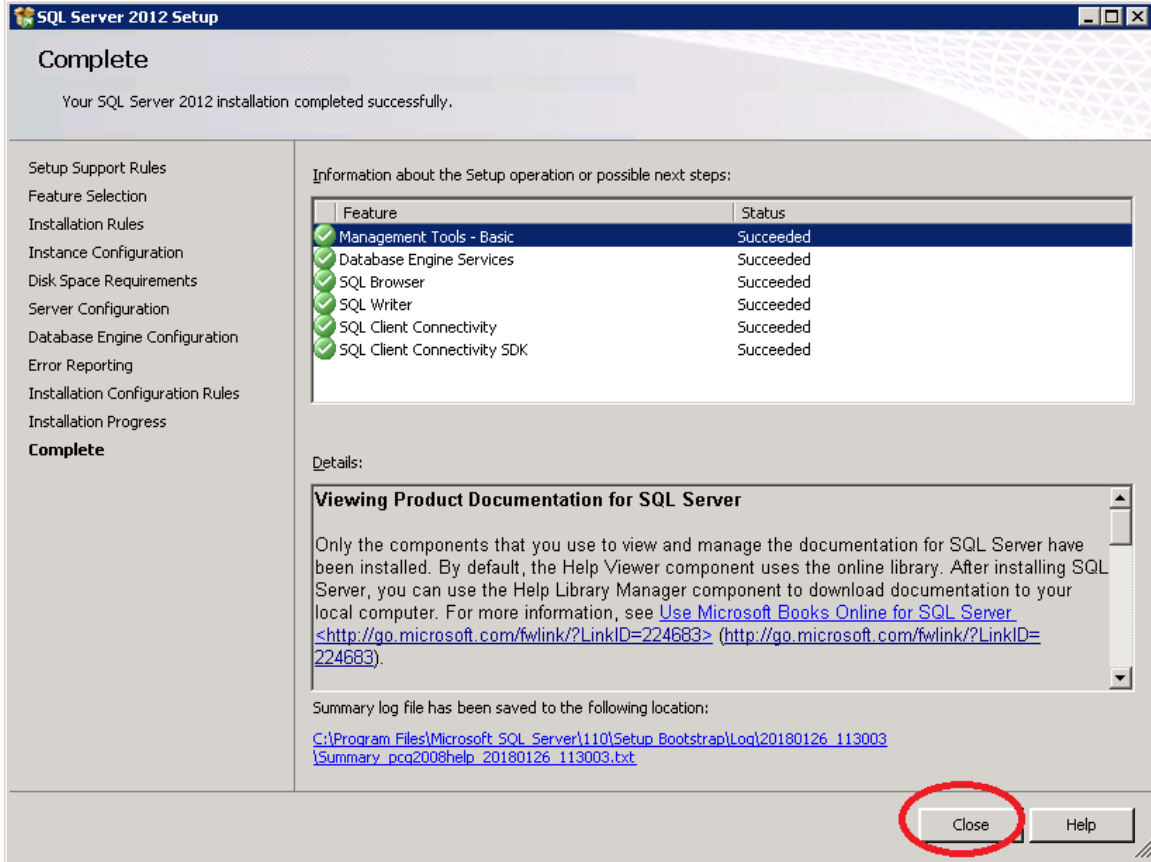 SQL Server 2012 Setup
Complete
Your SQL Server 2012 installation completed successfully.
Setup Support Rules
Feature Selection
Installation Rules
Instance Configuration
Disk Space Requirements
Server Configuration
Database Engine Configuration
Error Reporting
Installation Configuration Rules
Installation Progress
Complete
Information about the Setup operation or possible next steps:
Feature Status
Management Tools - Basic Succeeded
Database Engine Services Succeeded
SQL Browser Succeeded
SQL Writer Succeeded
SQL Client Connectivity Succeeded
SQL Client Connectivity SDK Succeeded
Details:
Viewing Product Documentation for SQL Server
Only the components that you use to view and manage the documentation for SQL Server have
been installed. By default, the Help Viewer component uses the online library. After installing SQL
Server, you can use the Help Library Manager component to download documentation to your
local computer. For more information, see Use Microsoft Books Online for SQL Server
<http://go.microsoft.com/fwlink/?LinkID=224683> (http://go.microsoft.com/fwlink/?LinkID=
224683).
Summary log file has been saved to the following location:
C:\Program Files\Microsoft SQL Server\110\Setup Bootstrap\Log\20180126_113003
\Summary_pcq2008help_20180126_113003.txt
Close Help